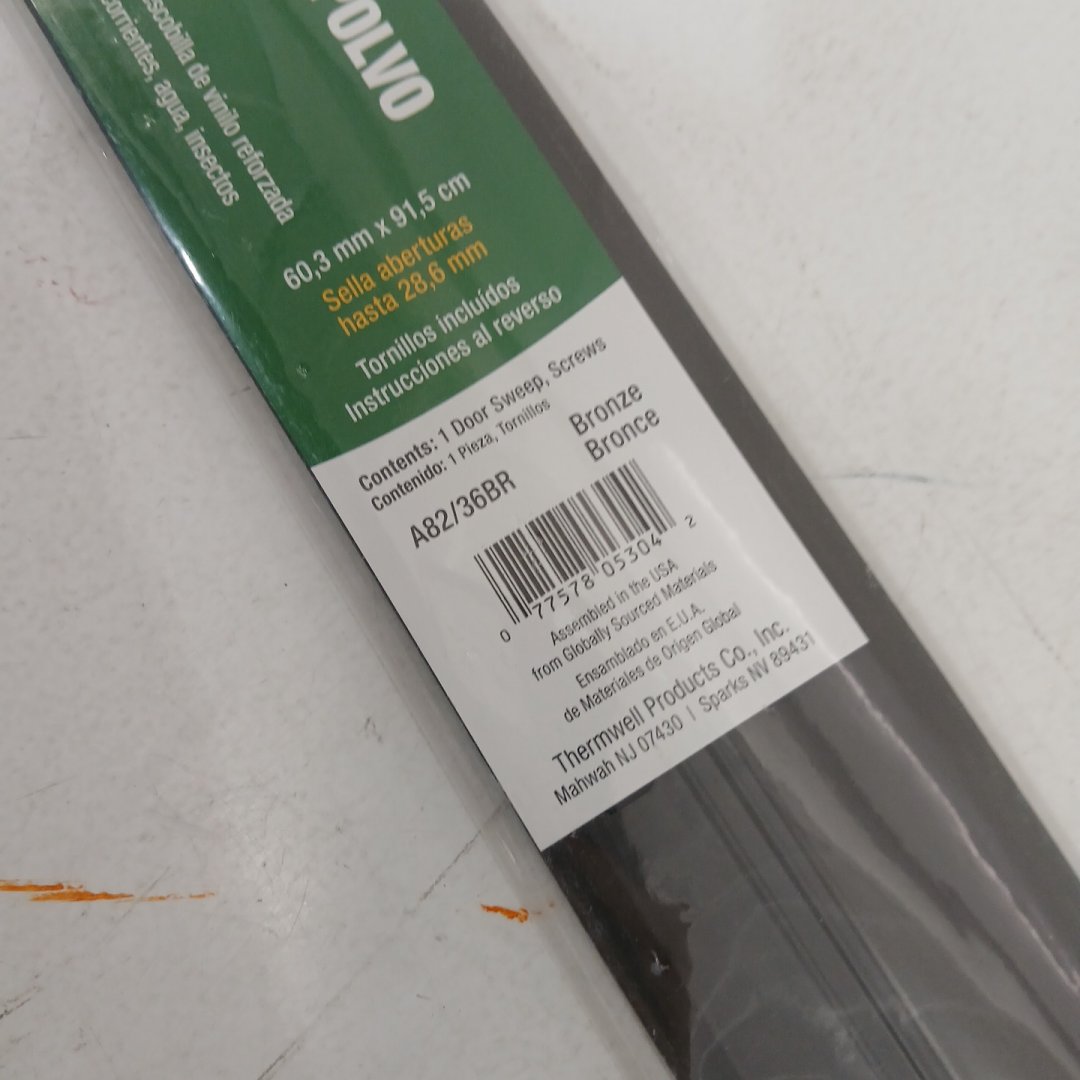 POLVO
escobilla de vinilo reforzada
corrientes, agua, insectos
60,3 mm x 91,5 cm
Sella aberturas
hasta 28,6 mm
Tornillos incluídos
Instrucciones al reverso
Contents: 1 Door Sweep, Screws
Contenido: 1 Pieza, Tornillos
A82/36BR
Bronze
Bronce
0 77578 05304 2
Assembled in the USA
from Globally Sourced Materials
Ensamblado en E.U.A.
de Materiales de Origen Global
Thermwell Products Co., Inc.
Mahwah NJ 07430 | Sparks NV 89431